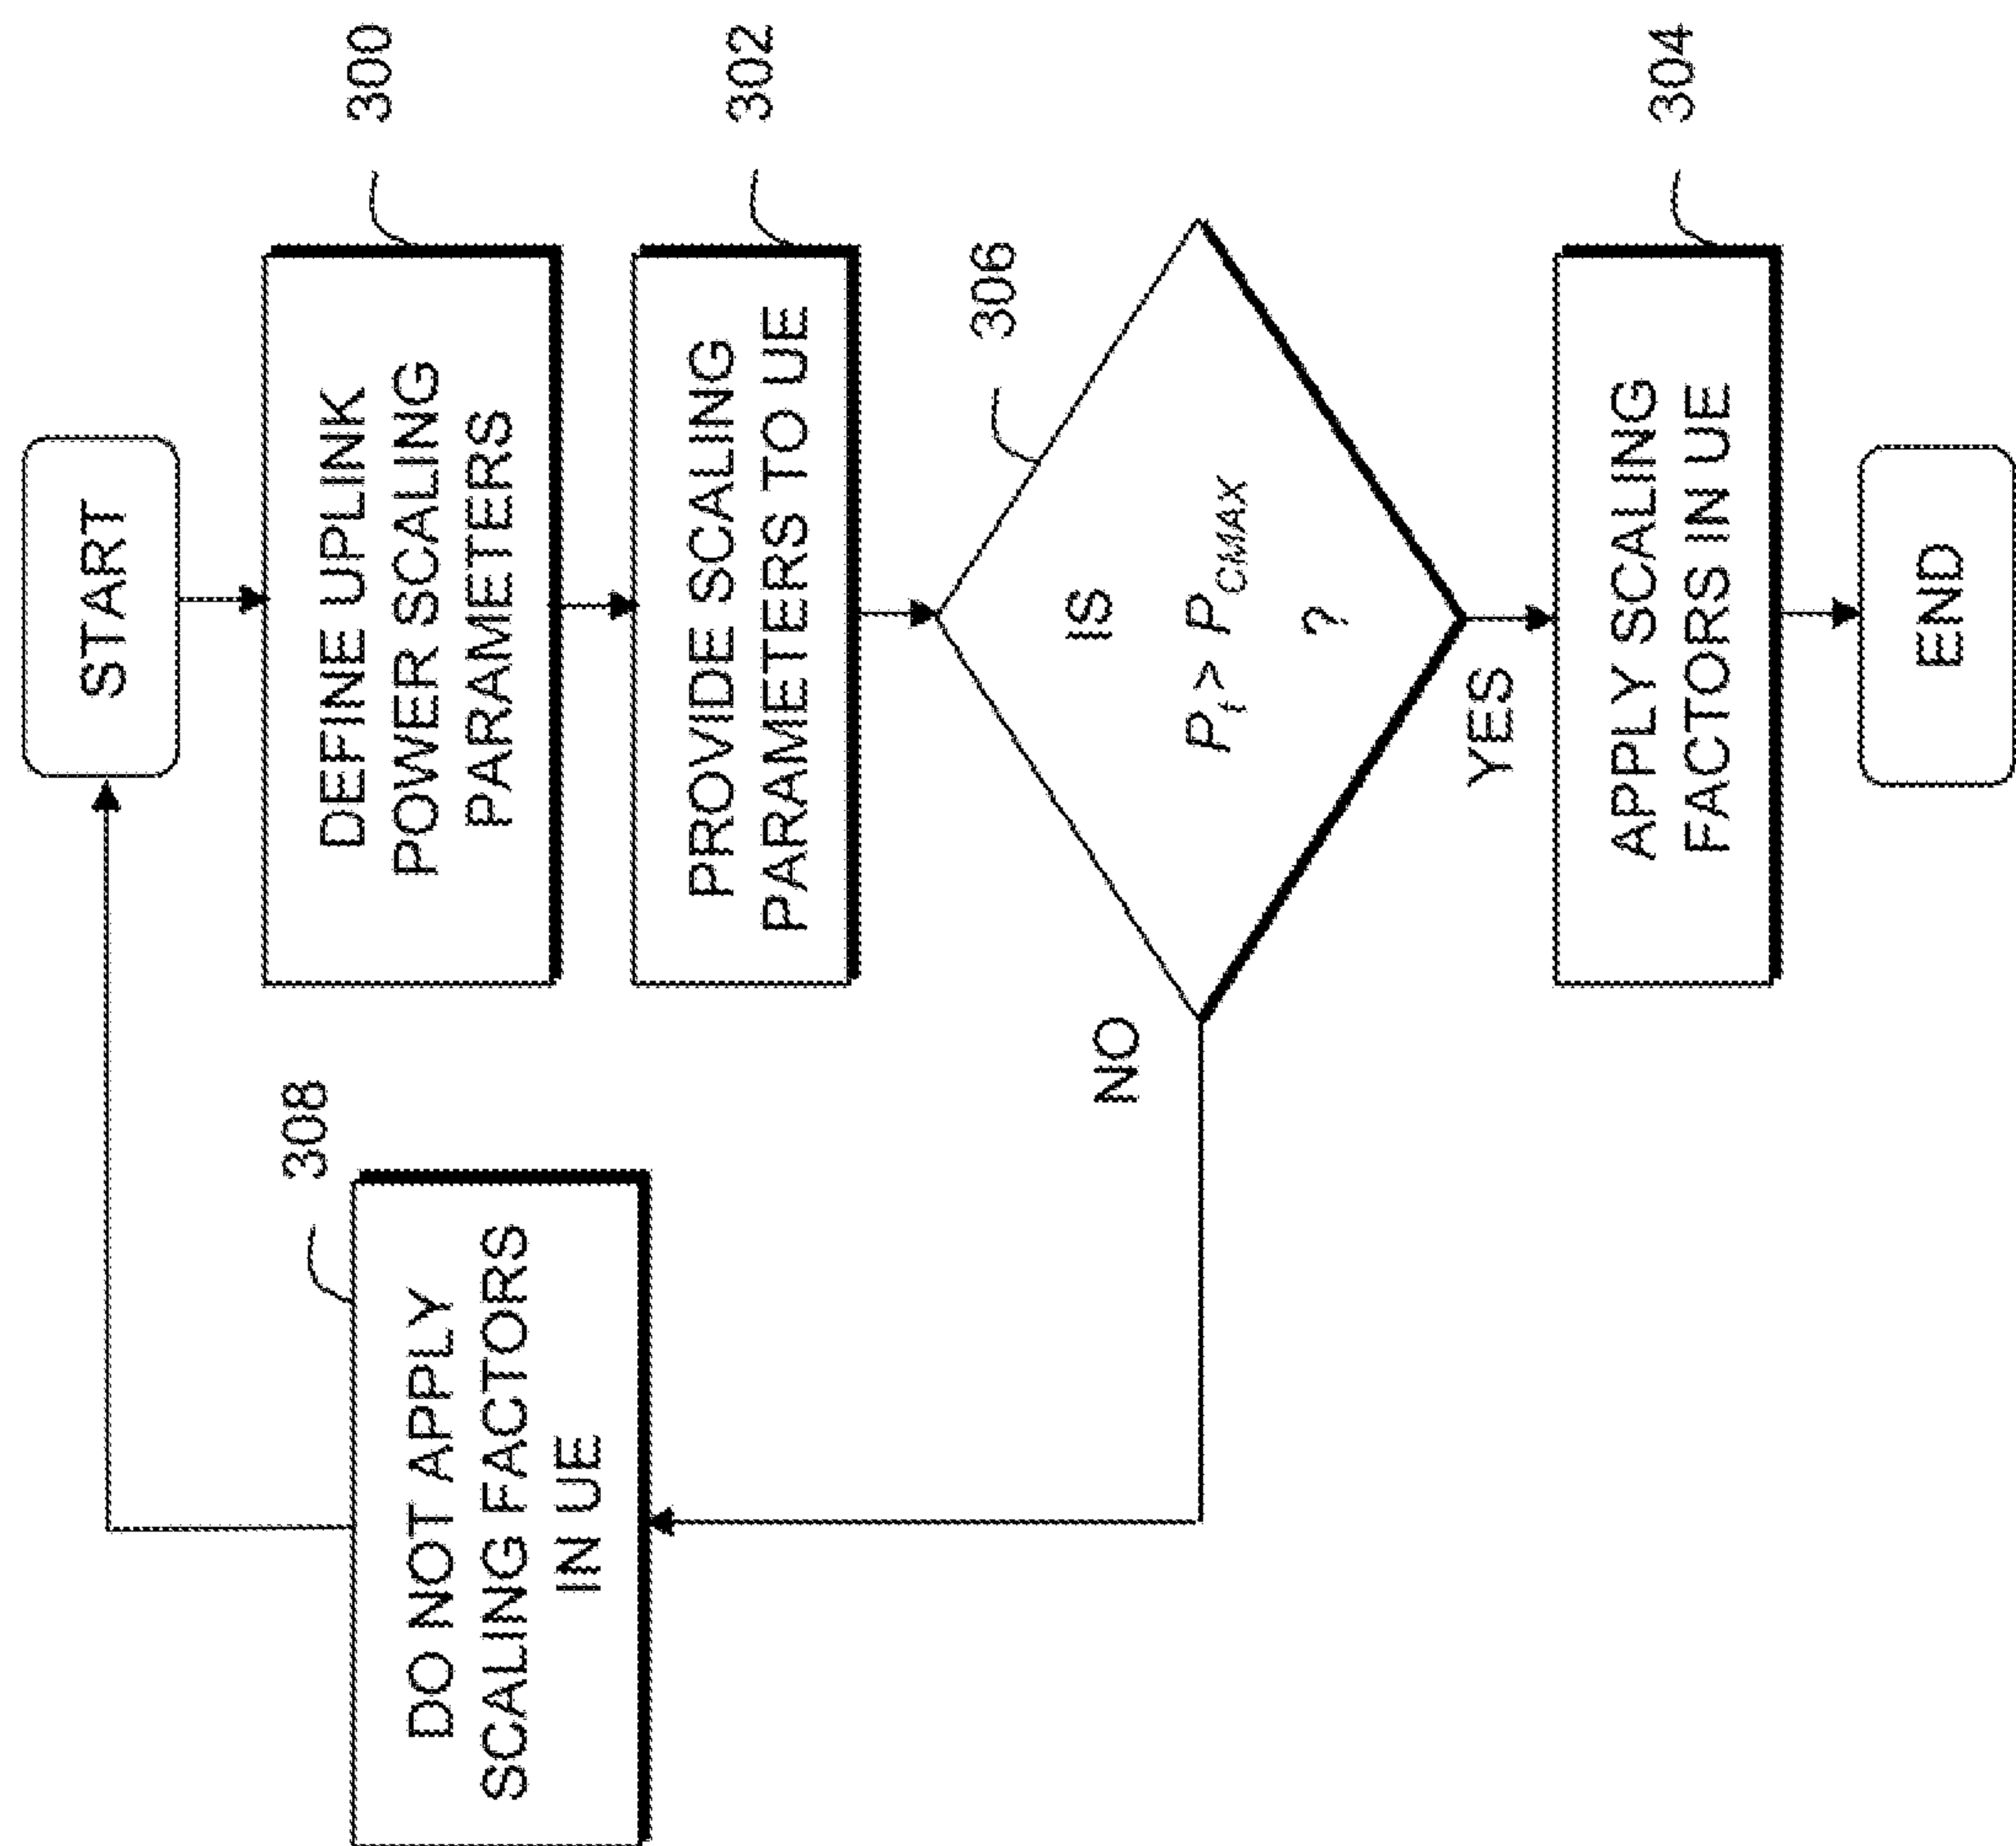 START
DEFINE UPLINK
POWER SCALING
PARAMETERS
300
PROVIDE SCALING
PARAMETERS TO UE
302
306
IS
P_t > P_CMAX
?
NO
YES
308
DO NOT APPLY
SCALING FACTORS
IN UE
APPLY SCALING
FACTORS IN UE
304
END